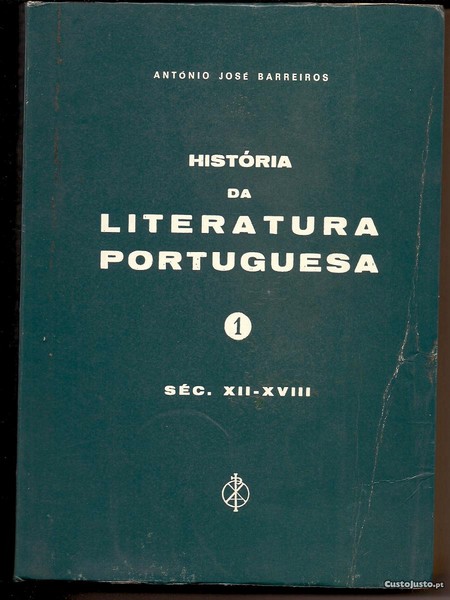 ANTÓNIO JOSÉ BARREIROS
HISTÓRIA
DA
LITERATURA
PORTUGUESA
1
SÉC. XII-XVIII
CustoJusto.pt